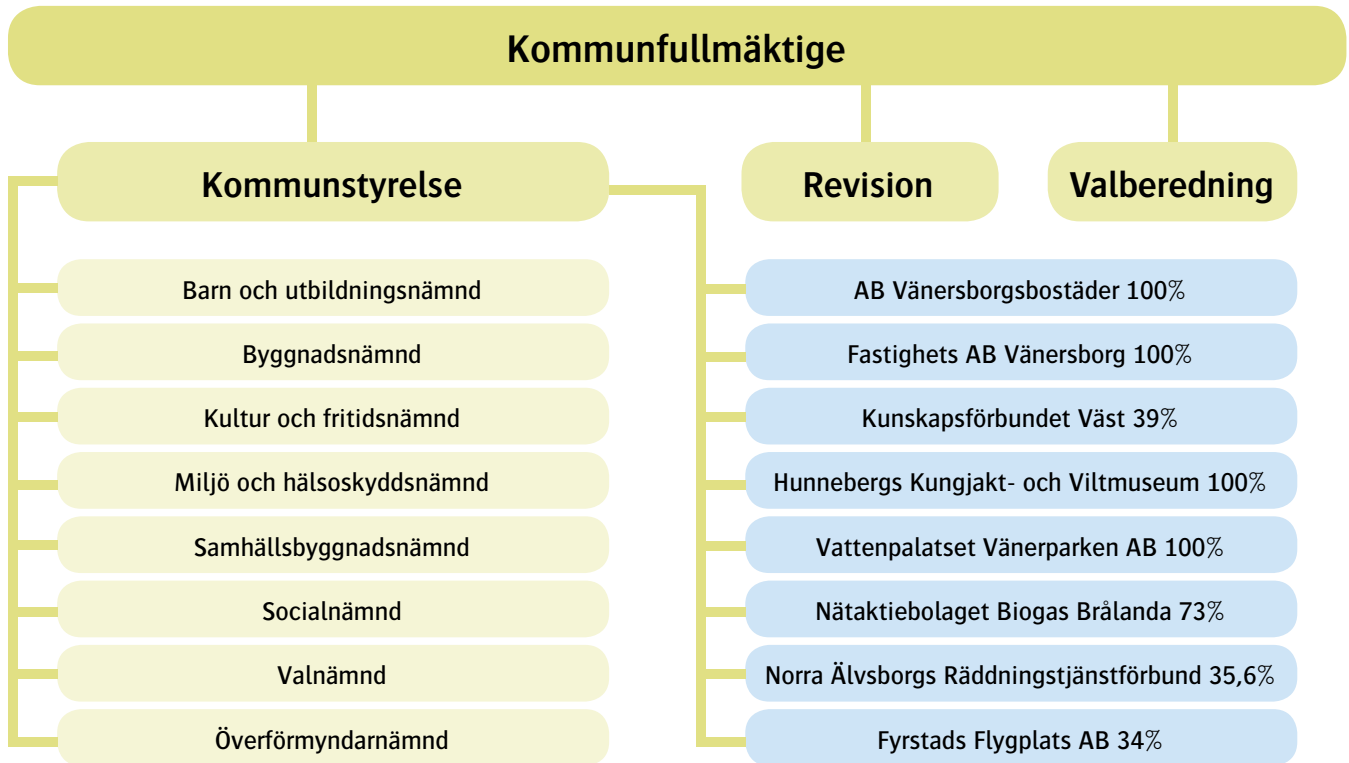 Kommunfullmäktige
Kommunstyrelse
Revision
Valberedning
Barn och utbildningsnämnd
Byggnadsnämnd
Kultur och fritidsnämnd
Miljö och hälsoskyddsnämnd
Samhällsbyggnadsnämnd
Socialnämnd
Valnämnd
Överförmyndarnämnd
AB Vänersborgsbostäder 100%
Fastighets AB Vänersborg 100%
Kunskapsförbundet Väst 39%
Hunnebergs Kungjakt- och Viltmuseum 100%
Vattenpalatset Vänerparken AB 100%
Nätaktiebolaget Biogas Brålanda 73%
Norra Älvsborgs Räddningstjänstförbund 35,6%
Fyrstads Flygplats AB 34%